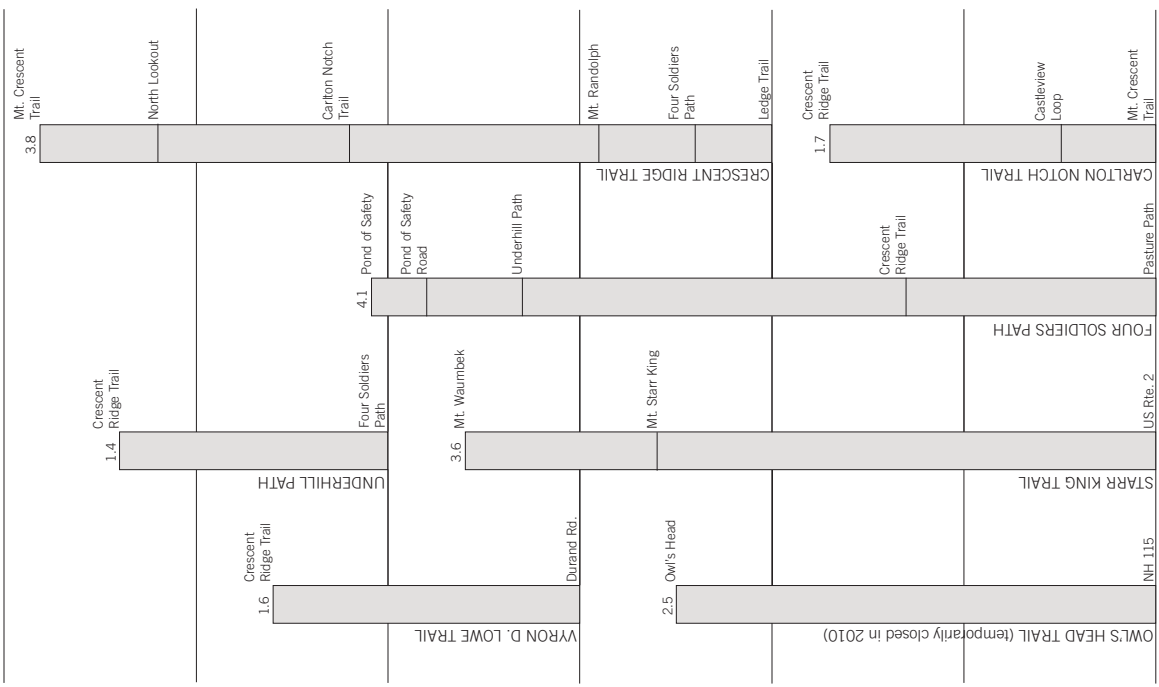 Mt. Crescent
Trail
3.8
North Lookout
Carlton Notch
Trail
Mt. Randolph
Four Soldiers
Path
Ledge Trail
CRESCENT RIDGE TRAIL
Crescent
Ridge Trail
1.7
Castleview
Loop
Mt. Crescent
Trail
CARLTON NOTCH TRAIL
4.1
Pond of Safety
Pond of Safety
Road
Underhill Path
Crescent
Ridge Trail
Pasture Path
FOUR SOLDIERS PATH
Crescent
Ridge Trail
1.4
Four Soldiers
Path
UNDERHILL PATH
3.6
Mt. Waumbek
Mt. Starr King
US Rte. 2
STARR KING TRAIL
Crescent
Ridge Trail
1.6
Durand Rd.
VYRON D. LOWE TRAIL
2.5
Owl's Head
NH 115
OWL'S HEAD TRAIL (temporarily closed in 2010)